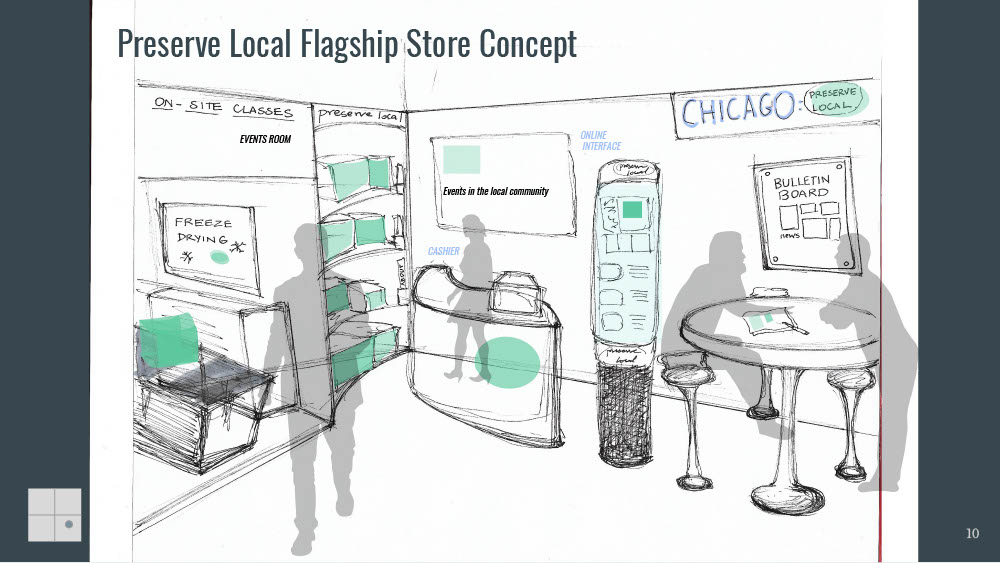 Preserve Local Flagship Store Concept
ON-SITE CLASSES
EVENTS ROOM
preserve local
FREEZE
DRYING
Events in the local community
CASHIER
ONLINE
INTERFACE
preserve
local
preserve
local
CHICAGO:
PRESERVE
LOCAL
BULLETIN
BOARD
news
10